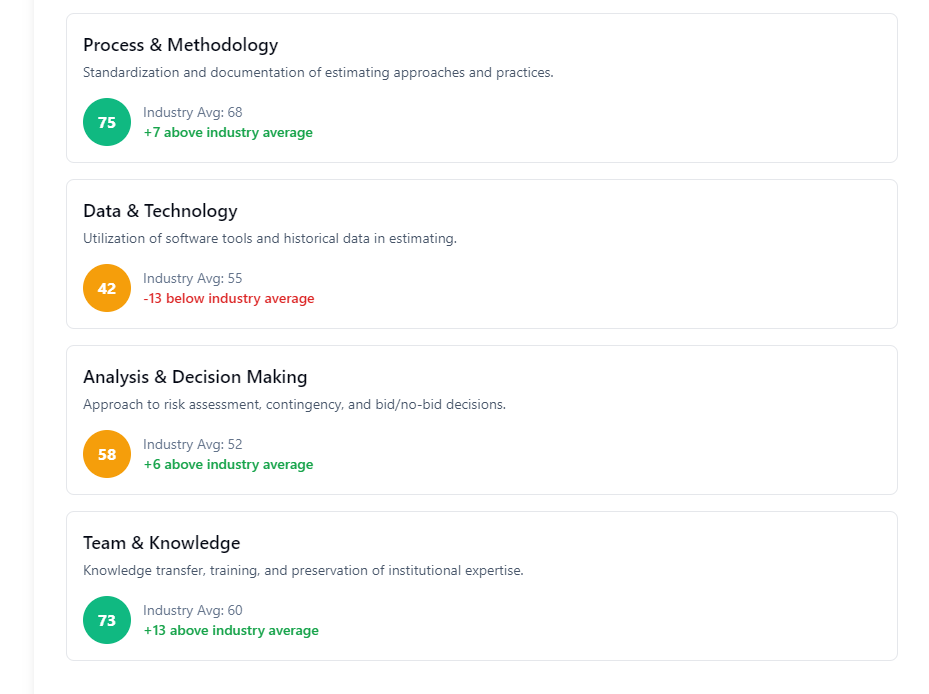 Process & Methodology
Standardization and documentation of estimating approaches and practices.
75
Industry Avg: 68
+7 above industry average
Data & Technology
Utilization of software tools and historical data in estimating.
42
Industry Avg: 55
-13 below industry average
Analysis & Decision Making
Approach to risk assessment, contingency, and bid/no-bid decisions.
58
Industry Avg: 52
+6 above industry average
Team & Knowledge
Knowledge transfer, training, and preservation of institutional expertise.
73
Industry Avg: 60
+13 above industry average